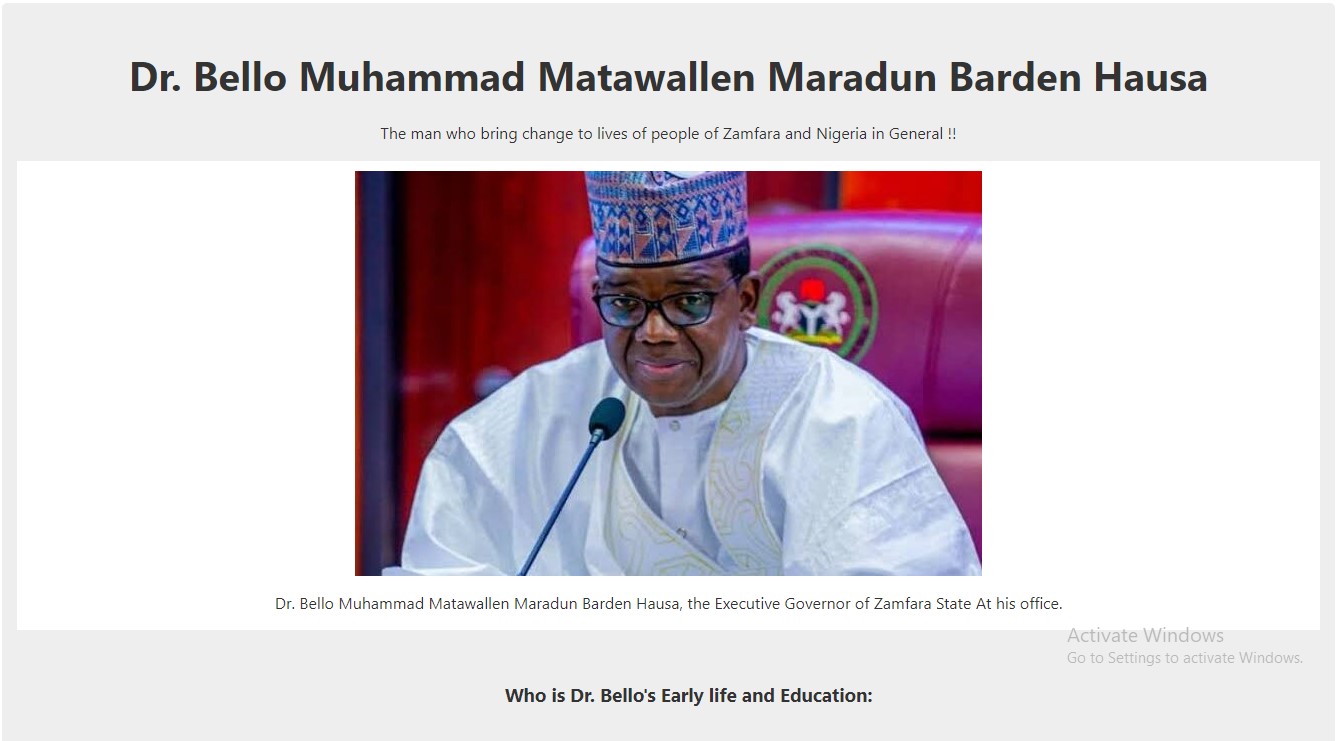 Dr. Bello Muhammad Matawallen Maradun Barden Hausa
The man who bring change to lives of people of Zamfara and Nigeria in General !!
Dr. Bello Muhammad Matawallen Maradun Barden Hausa, the Executive Governor of Zamfara State At his office.
Activate Windows
Go to Settings to activate Windows.
Who is Dr. Bello's Early life and Education: